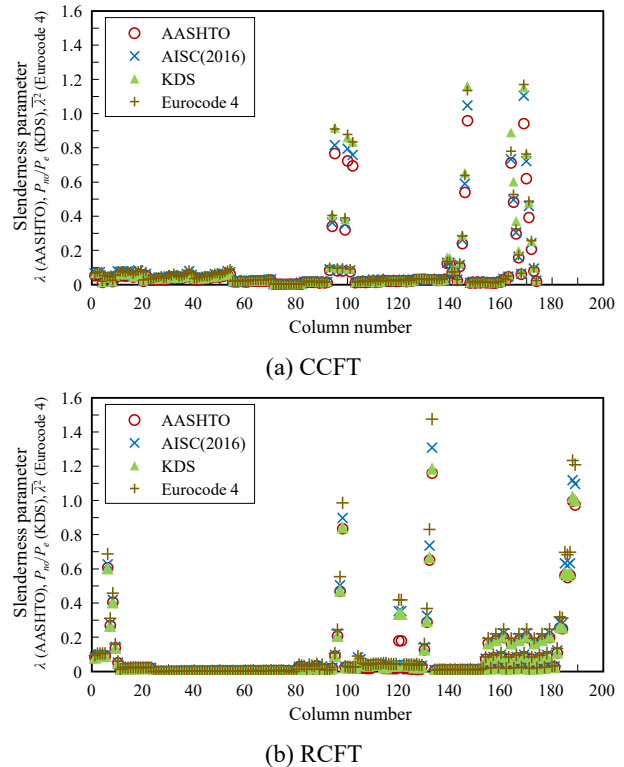 1.6
1.4
1.2
1.0
0.8
0.6
0.4
0.2
0
Slenderness parameter
λ (AASHTO), Pno/Pe (KDS), λ̄² (Eurocode 4)
AASHTO
AISC(2016)
KDS
Eurocode 4
0 20 40 60 80 100 120 140 160 180 200
Column number
(a) CCFT
1.6
1.4
1.2
1.0
0.8
0.6
0.4
0.2
0
Slenderness parameter
λ (AASHTO), Pno/Pe (KDS), λ̄² (Eurocode 4)
AASHTO
AISC(2016)
KDS
Eurocode 4
0 20 40 60 80 100 120 140 160 180 200
Column number
(b) RCFT